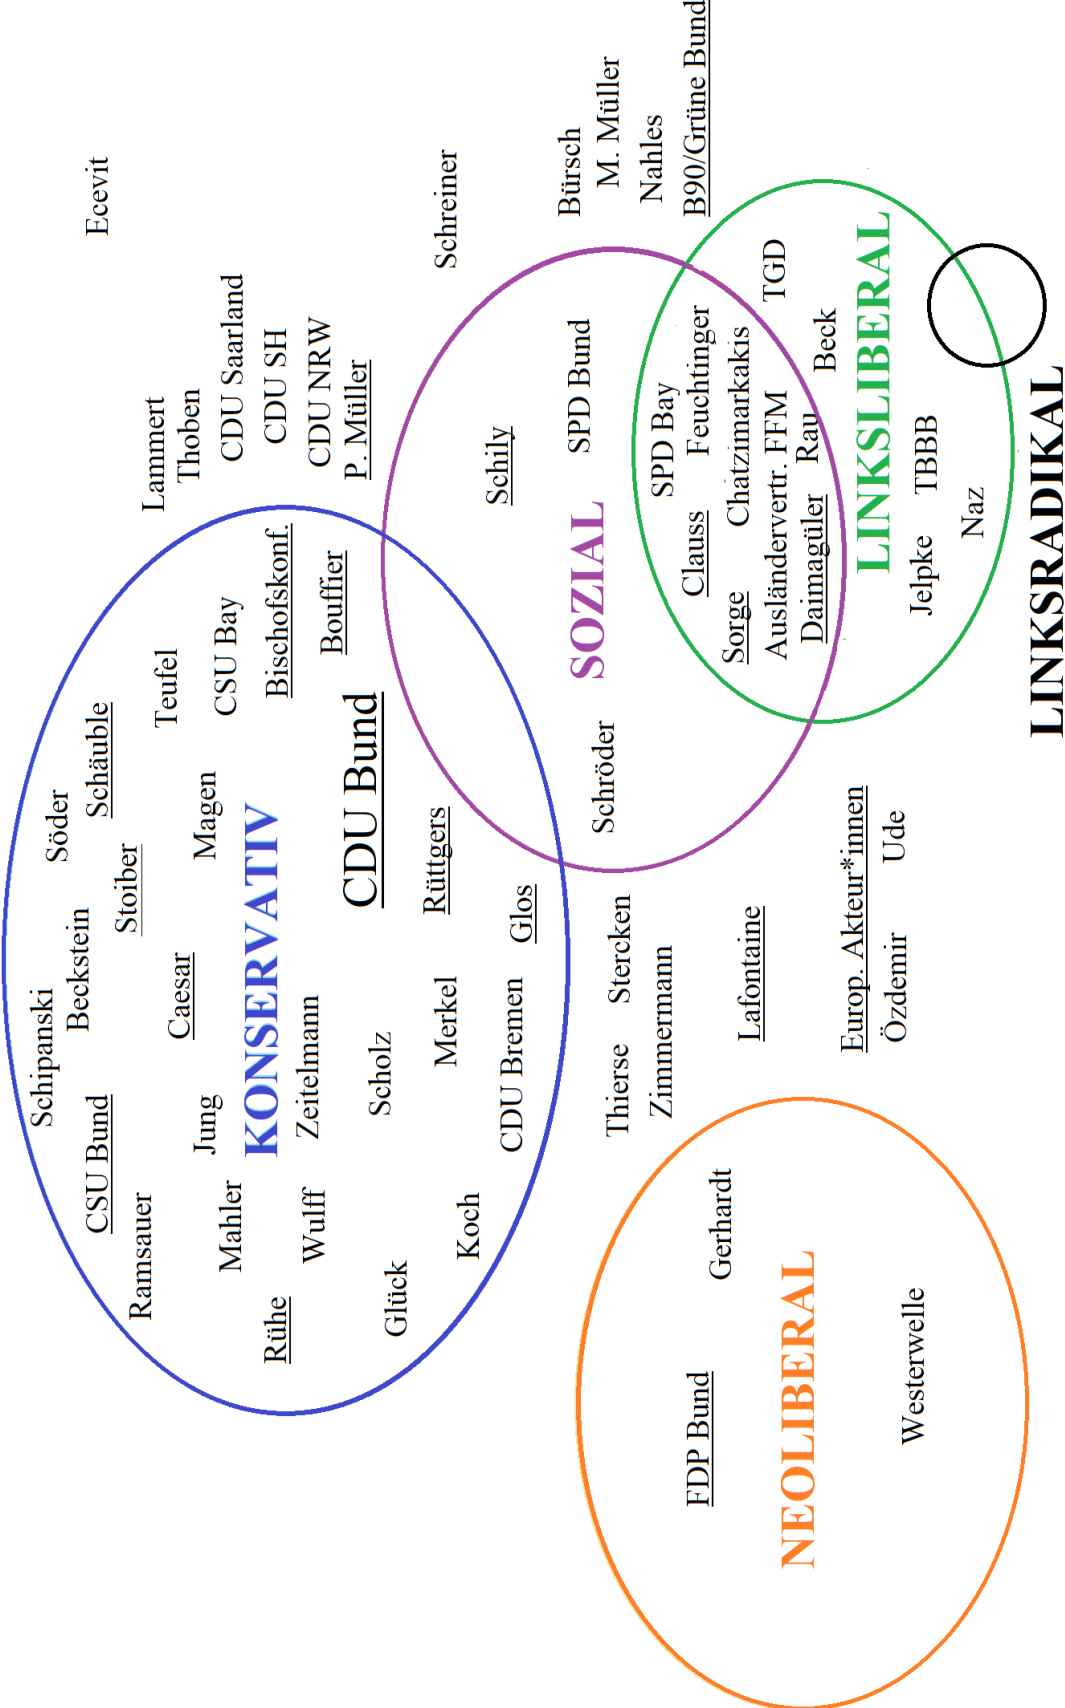 Schipanski
Söder
Beckstein
CSU Bund
Schäuble
Ecevit
Stoiber
Ramsauer
Lammert
Teufel
Caesar
Thoben
Jung
Magen
Mahler
CSU Bay
CDU Saarland
KONSERVATIV
Rühe
Bischofskonf.
CDU SH
Zeitelmann
Wulff
CDU NRW
Bouffier
P. Müller
CDU Bund
Scholz
Glück
Rüttgers
Merkel
Schreiner
Koch
Schily
CDU Bremen
Glos
Bürsch
SPD Bund
SOZIAL
Schröder
M. Müller
Thierse
Stercken
Nahles
Zimmermann
SPD Bay
B90/Grüne Bund
Clauss
Feuchtinger
FDP Bund
Gerhardt
Sorge
Chatzimarkakis
Lafontaine
Ausländervertr. FFM
TGD
NEOLIBERAL
Daimagüler
Rau
Beck
Europ. Akteur*innen
LINKSLIBERAL
Özdemir
Ude
Westerwelle
Jelpke
TBBB
Naz
LINKSRADIKAL